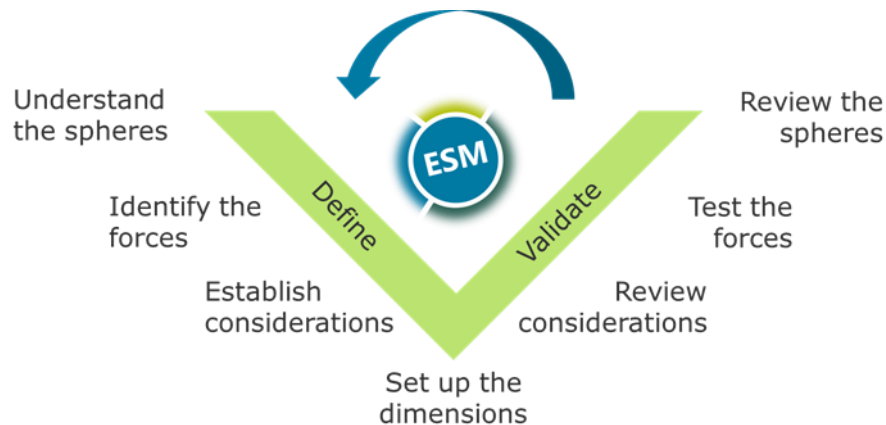 Understand
the spheres
Identify the
forces
Establish
considerations
Set up the
dimensions
Define
ESM
Validate
Review the
spheres
Test the
forces
Review
considerations